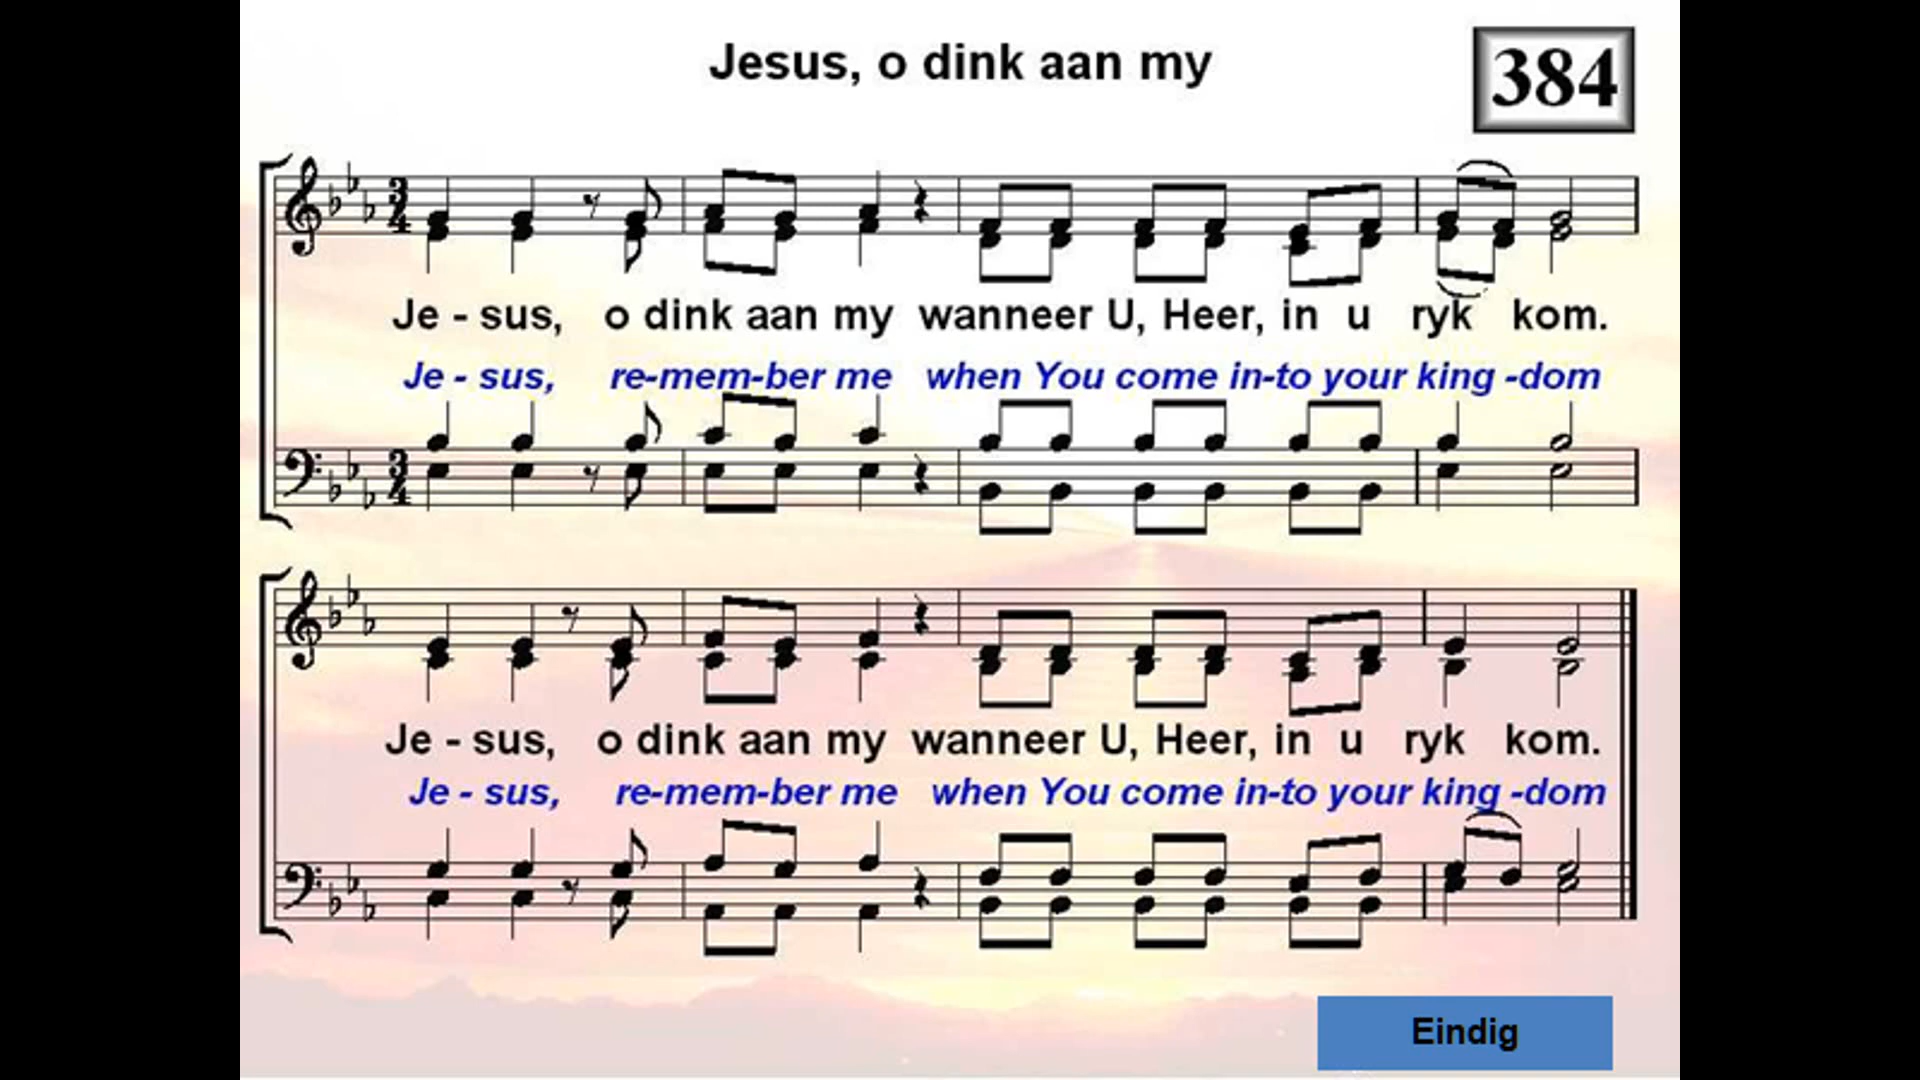 Jesus, o dink aan my
384
Je - sus, o dink aan my wanneer U, Heer, in u ryk kom.
Je - sus, re-mem-ber me when You come in-to your king -dom
Je - sus, o dink aan my wanneer U, Heer, in u ryk kom.
Je - sus, re-mem-ber me when You come in-to your king -dom
Eindig